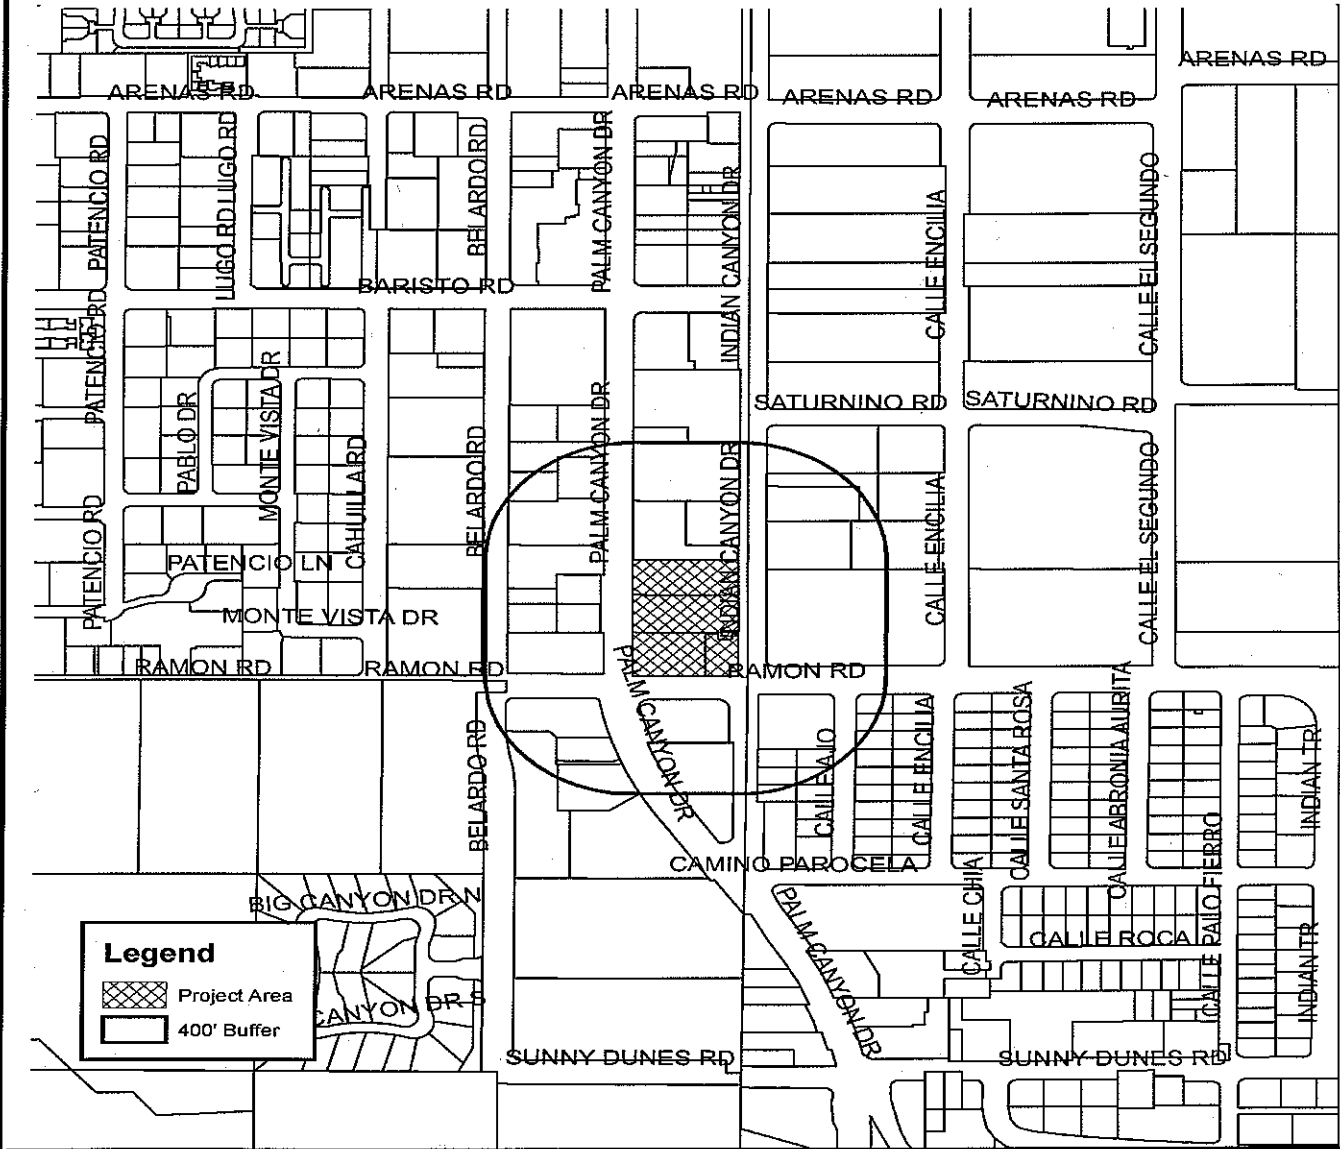 ARENAS RD
ARENAS RD
ARENAS RD
ARENAS RD
ARENAS RD
ARENAS RD
PATENCIO RD
LUGO RD
LUGO RD
BELARDO RD
PALM CANYON DR
INDIAN CANYON DR
CALLE ENCILIA
CALLE EL SEGUNDO
BARISTO RD
PATENCIO RD
PABLO DR
MONTE VISTA DR
CAHUILLA RD
BELARDO RD
PALM CANYON DR
INDIAN CANYON DR
SATURNINO RD
SATURNINO RD
CALLE ENCILIA
CALLE EL SEGUNDO
PATENCIO RD
PATENCIO LN
MONTE VISTA DR
RAMON RD
RAMON RD
RAMON RD
PALM CANYON DR
BELARDO RD
CALLE AJO
CALLE ENCILIA
CALLE SANTA ROSA
CALLE ABRONIA AURITA
CALLE PALO FIERRO
INDIAN TR
CAMINO PAROCELA
BIG CANYON DR N
CANYON DR S
PALM CANYON DR
CALLE CHIA
CALLE ROCA
INDIAN TR
SUNNY DUNES RD
SUNNY DUNES RD
Legend
Project Area
400' Buffer